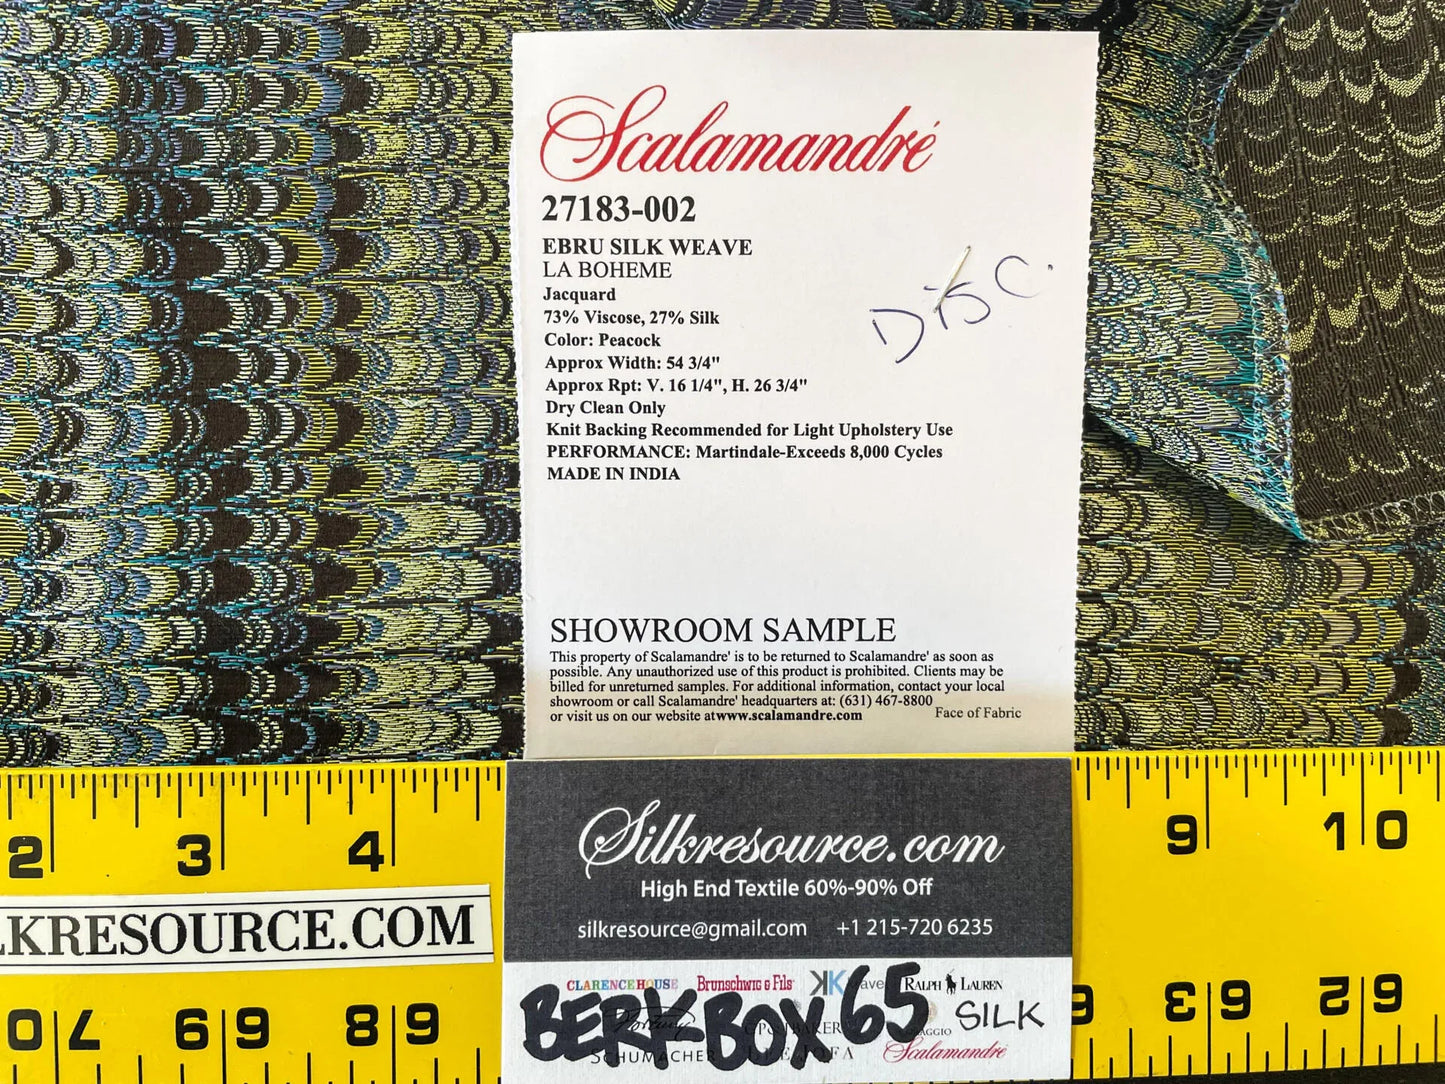 Scalamandré
27183-002
EBRU SILK WEAVE
LA BOHEME
Jacquard
73% Viscose, 27% Silk
Color: Peacock
Approx Width: 54 3/4"
Approx Rpt: V. 16 1/4", H. 26 3/4"
Dry Clean Only
Knit Backing Recommended for Light Upholstery Use
PERFORMANCE: Martindale-Exceeds 8,000 Cycles
MADE IN INDIA
DISC.
SHOWROOM SAMPLE
This property of Scalamandre' is to be returned to Scalamandre' as soon as
possible. Any unauthorized use of this product is prohibited. Clients may be
billed for unreturned samples. For additional information, contact your local
showroom or call Scalamandre' headquarters at: (631) 467-8800
or visit us on our website atwww.scalamandre.com
Face of Fabric
2 3 4 9 10
Silkresource.com
High End Textile 60%-90% Off
silkresource@gmail.com +1 215-720 6235
LKRESOURCE.COM
CLARENCE HOUSE Brunschwig & Fils RALPH LAUREN
BERK BOX 65 SILK
SCHUMACHER Scalamandré
70 69 68 63 62